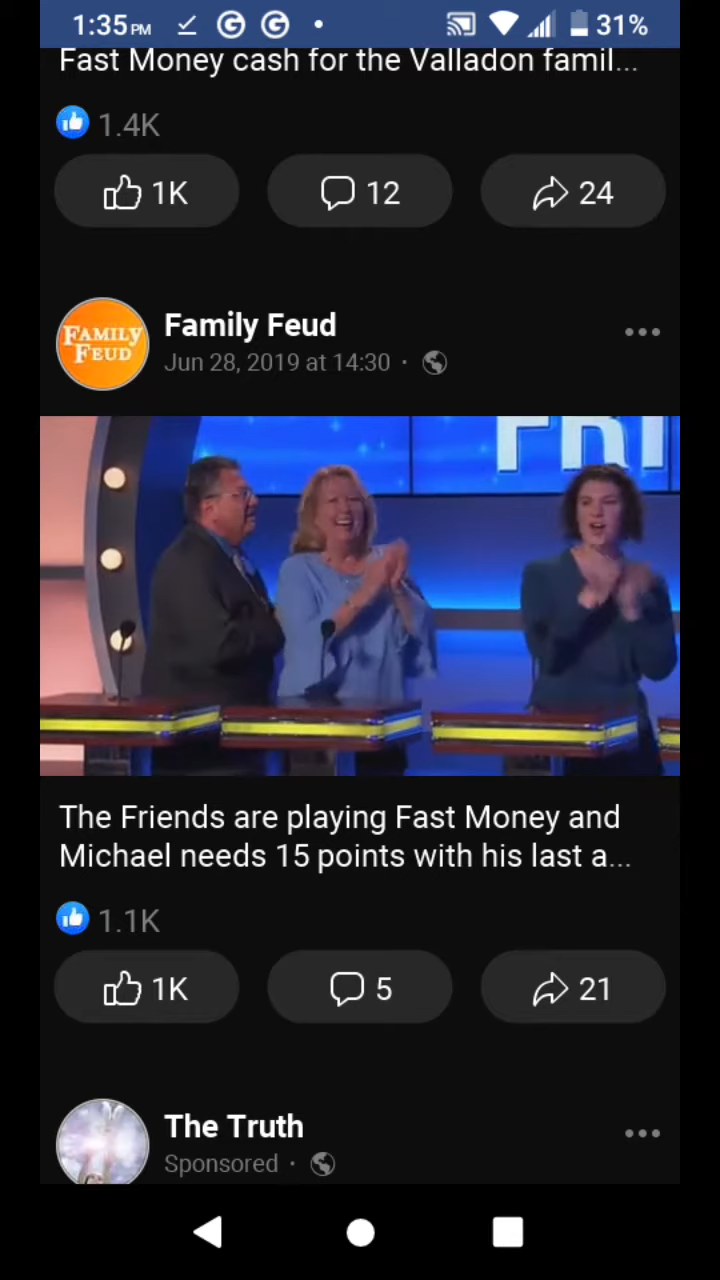 1:35 PM
31%
Fast Money cash for the Valladon famil...
1.4K
1K
12
24
FAMILY
FEUD
Family Feud
Jun 28, 2019 at 14:30 ·
FRI
The Friends are playing Fast Money and
Michael needs 15 points with his last a...
1.1K
1K
5
21
The Truth
Sponsored ·